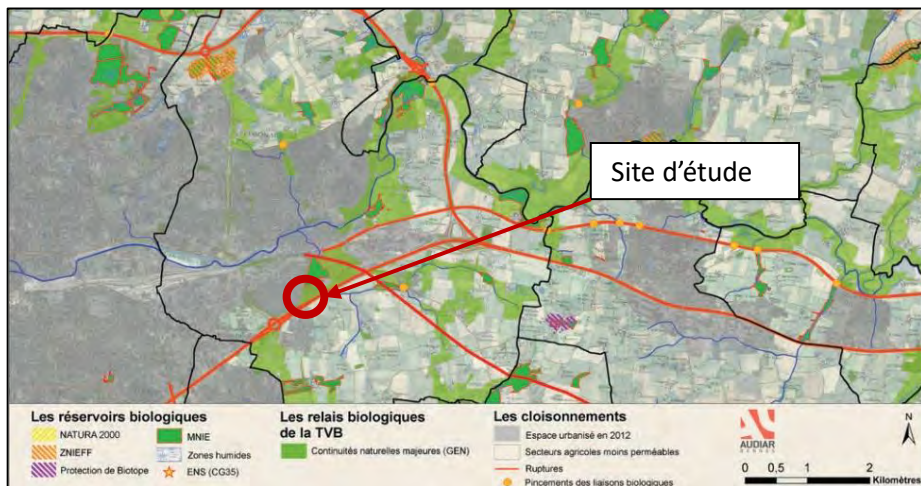 Site d'étude
Les réservoirs biologiques
NATURA 2000
ZNIEFF
Protection de Biotope
MNIE
Zones humides
ENS (CG35)
Les relais biologiques
de la TVB
Continuités naturelles majeures (GEN)
Les cloisonnements
Espace urbanisé en 2012
Secteurs agricoles moins perméables
Ruptures
Pincements des liaisons biologiques
AUDIAR
RENNES
N
0 0,5 1 2
Kilomètres